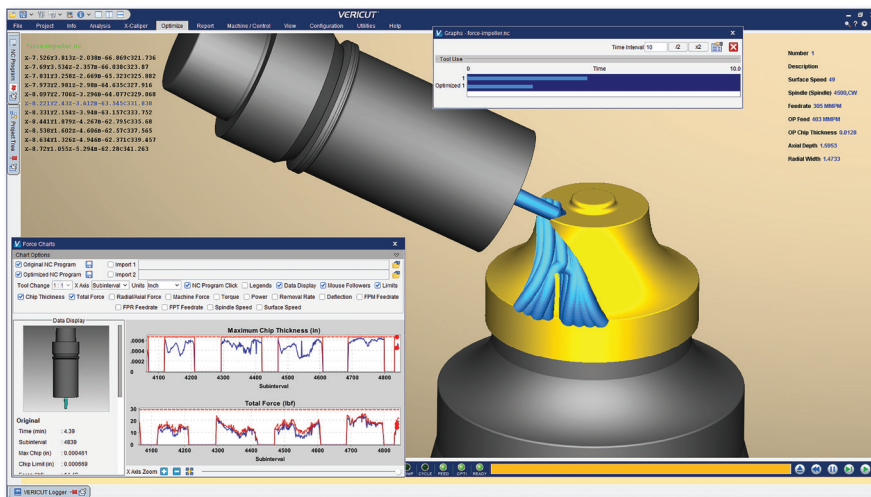 VERICUT
File Project Info Analysis X-Caliper Optimize Report Machine / Control View Configuration Utilities Help
NC Program
Project Tree
force-impeller.nc
X-7.526Y3.813Z-2.038B-66.869C321.736
X-7.69Y3.534Z-2.357B-66.038C323.87
X-7.831Y3.258Z-2.669B-65.323C325.882
X-7.973Y2.981Z-2.98B-64.635C327.916
X-8.097Y2.706Z-3.296B-64.077C329.868
X-8.221Y2.43Z-3.612B-63.545C331.838
X-8.331Y2.154Z-3.94B-63.157C333.752
X-8.441Y1.879Z-4.267B-62.795C335.68
X-8.538Y1.602Z-4.606B-62.57C337.565
X-8.634Y1.326Z-4.946B-62.371C339.457
X-8.72Y1.055Z-5.294B-62.28C341.263
Graphs - force-impeller.nc X
Time Interval 10 /2 x2
Tool Use
0 Time 10.0
1
Optimized 1
Number 1
Description
Surface Speed 49
Spindle (Spindle) 4500,CW
Feedrate 305 MMPM
OP Feed 403 MMPM
OP Chip Thickness 0.0128
Axial Depth 1.5953
Radial Width 1.4733
Force Charts X
Chart Options
Original NC Program Import 1
Optimized NC Program Import 2
Tool Change 1: 1 X Axis Subinterval Units Inch NC Program Click Legends Data Display Mouse Followers Limits
Chip Thickness Total Force Radial/Axial Force Machine Force Torque Power Removal Rate Deflection FPM Feedrate
FPR Feedrate FPT Feedrate Spindle Speed Surface Speed
Data Display
Original
Time (min) : 4.39
Subinterval : 4839
Max Chip (in) : 0.000461
Chip Limit (in) : 0.000669
Maximum Chip Thickness (in)
.0006
.0004
.0002
0
4100 4200 4300 4400 4500 4600 4700 4800
Subinterval
Total Force (lbf)
30
20
10
0
4100 4200 4300 4400 4500 4600 4700 4800
Subinterval
X Axis Zoom
CYCLE FEED OPTI READY
VERICUT Logger